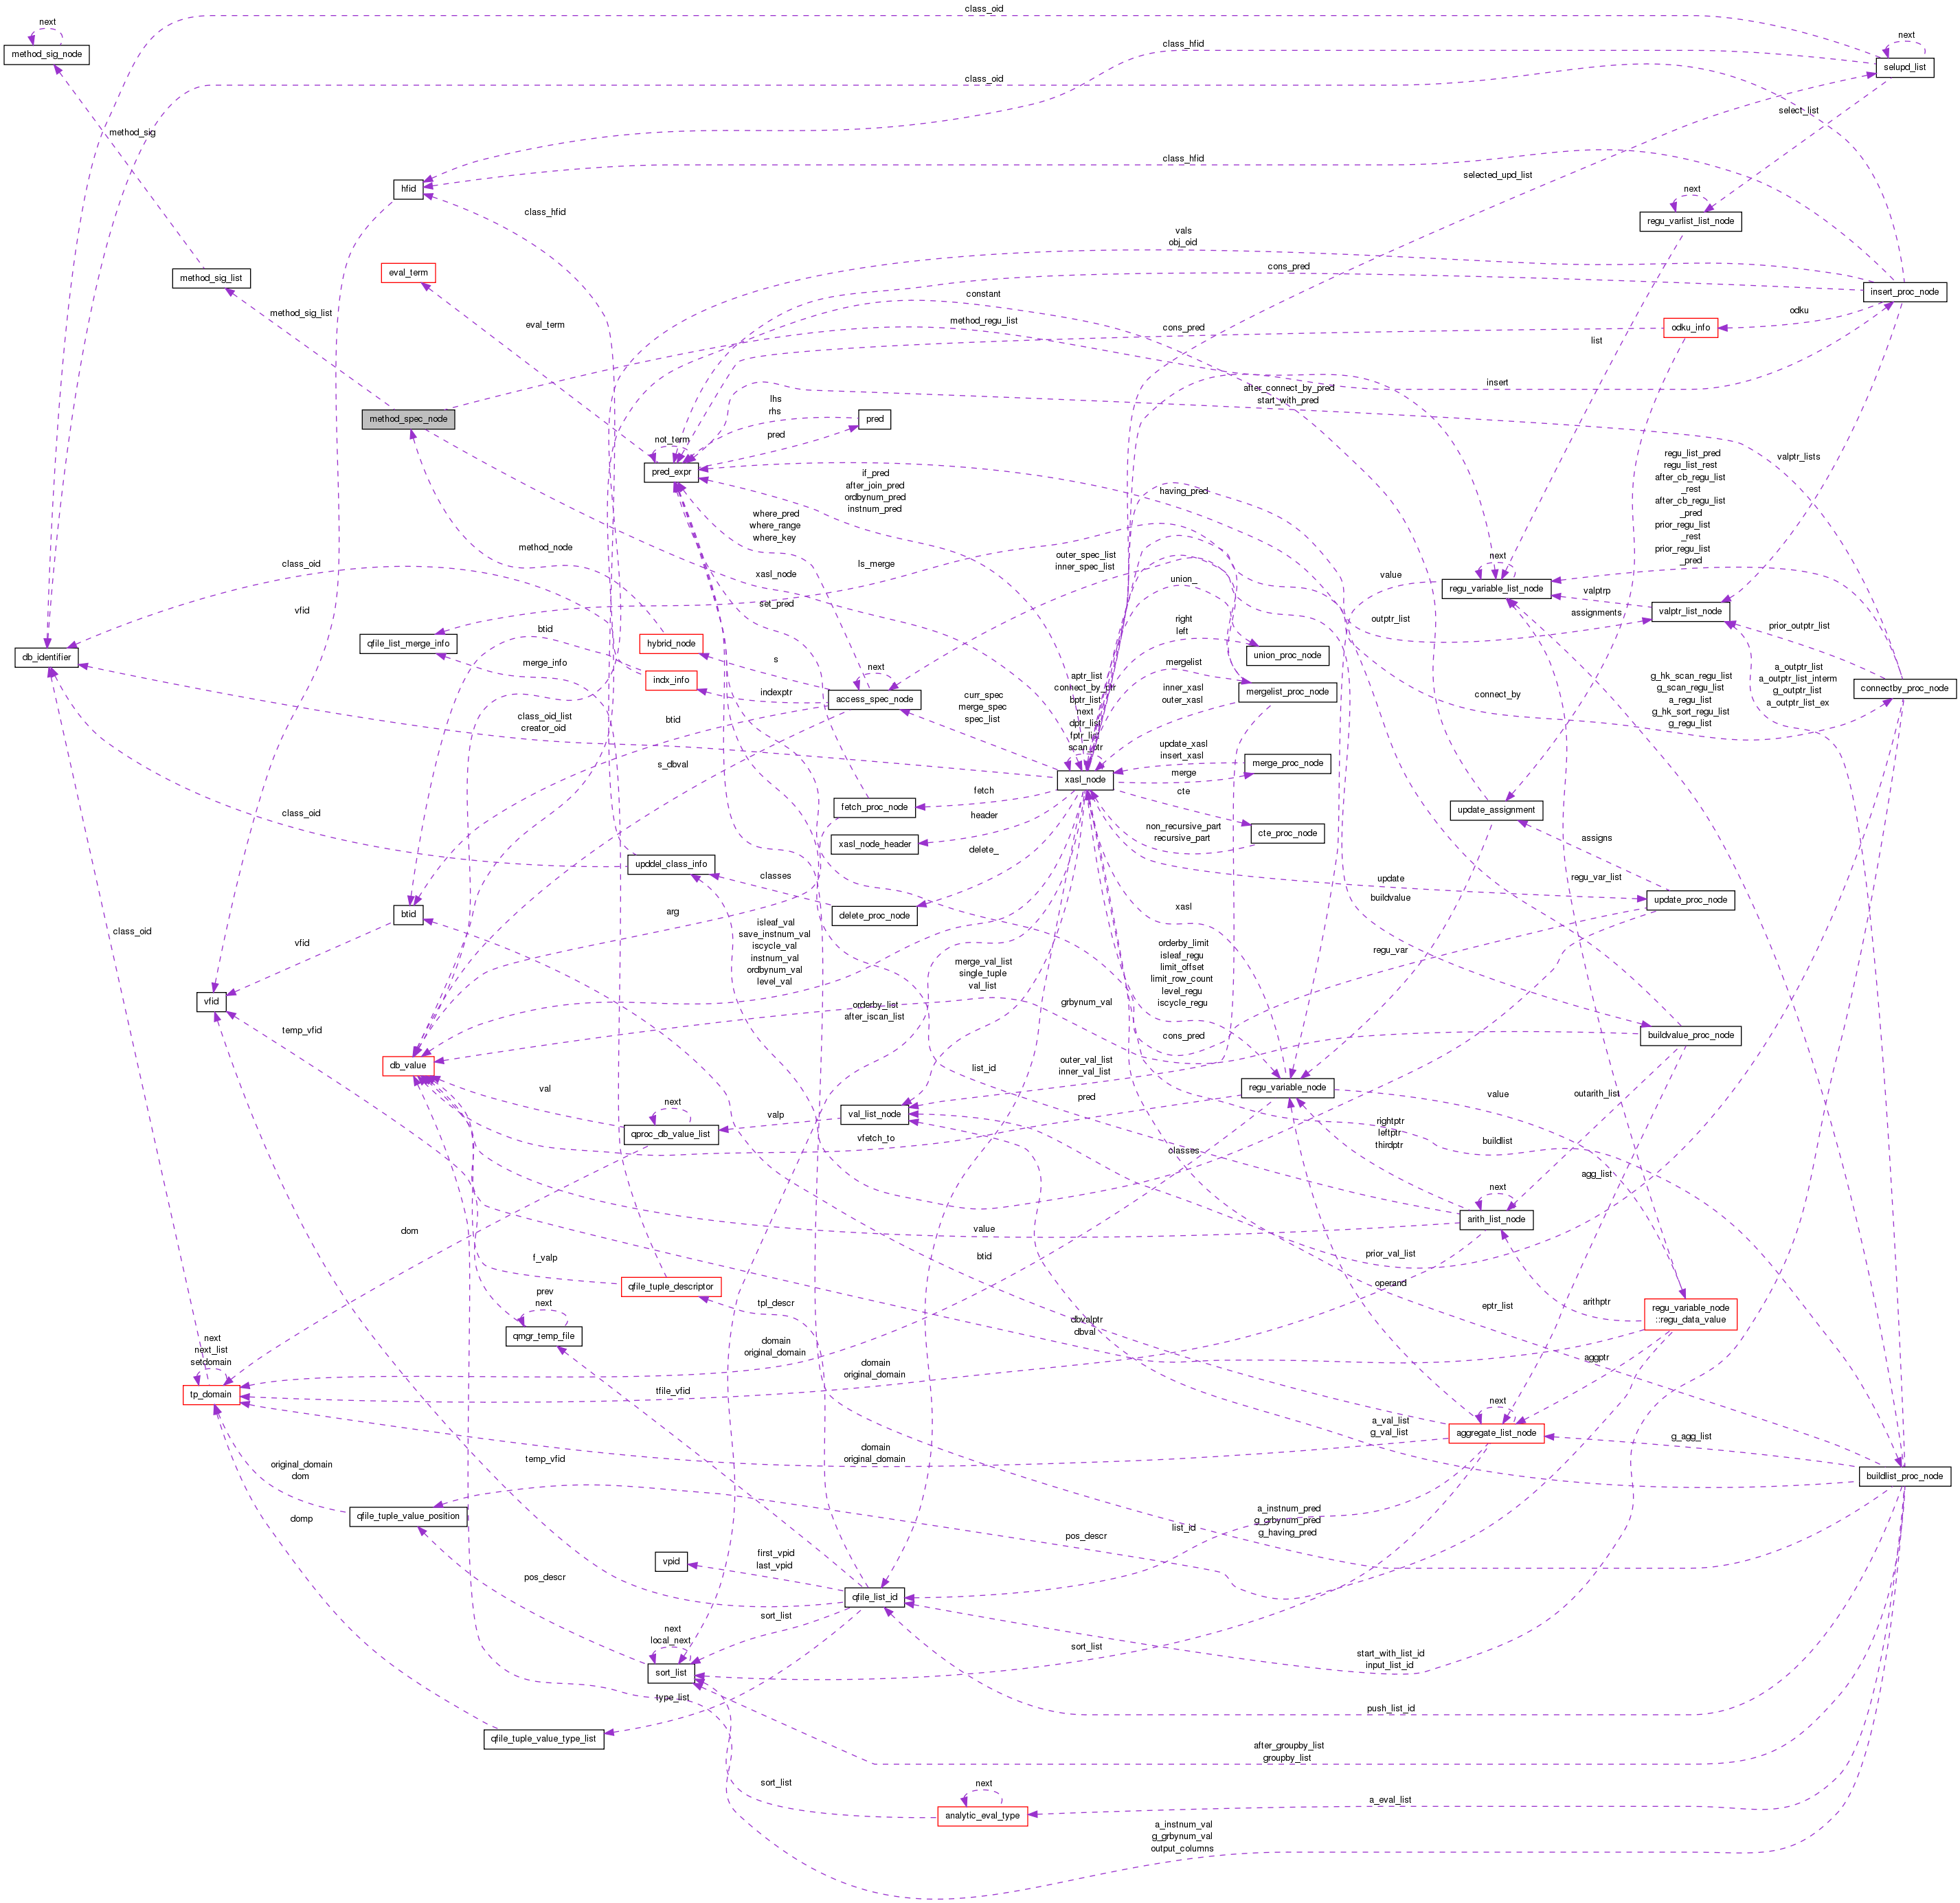 class_oid
next
next
class_hfid
method_sig_node
selupd_list
class_oid
select_list
method_sig
class_hfid
selected_upd_list
hfid
next
class_hfid
regu_varlist_list_node
vals
obj_oid
eval_term
cons_pred
method_sig_list
constant
insert_proc_node
method_sig_list
method_regu_list
cons_pred
odku
eval_term
odku_info
list
insert
after_connect_by_pred
start_with_pred
lhs
rhs
method_spec_node
pred
pred
not_term
valptr_lists
regu_list_pred
regu_list_rest
after_cb_regu_list
_rest
after_cb_regu_list
_pred
prior_regu_list
_rest
prior_regu_list
_pred
pred_expr
if_pred
after_join_pred
ordbynum_pred
instnum_pred
having_pred
where_pred
where_range
where_key
method_node
outer_spec_list
inner_spec_list
next
class_oid
xasl_node
ls_merge
union_
value
regu_variable_list_node
valptrp
set_pred
assignments
valptr_list_node
vfid
btid
right
left
outptr_list
prior_outptr_list
db_identifier
qfile_list_merge_info
hybrid_node
union_proc_node
merge_info
s
next
mergelist
indx_info
indexptr
access_spec_node
aptr_list
connect_by_ptr
bptr_list
next
dptr_list
fptr_list
scan_ptr
mergelist_proc_node
connectby_proc_node
a_outptr_list
a_outptr_list_interm
g_outptr_list
a_outptr_list_ex
g_hk_scan_regu_list
g_scan_regu_list
a_regu_list
g_hk_sort_regu_list
g_regu_list
connect_by
inner_xasl
outer_xasl
curr_spec
merge_spec
spec_list
class_oid_list
creator_oid
btid
update_xasl
insert_xasl
s_dbval
xasl_node
merge
merge_proc_node
fetch
cte
fetch_proc_node
update_assignment
class_oid
header
non_recursive_part
recursive_part
cte_proc_node
assigns
xasl_node_header
delete_
upddel_class_info
classes
update
regu_var_list
buildvalue
update_proc_node
class_oid
arg
delete_proc_node
xasl
btid
isleaf_val
save_instnum_val
iscycle_val
instnum_val
ordbynum_val
level_val
vfid
orderby_limit
isleaf_regu
limit_offset
limit_row_count
level_regu
iscycle_regu
regu_var
merge_val_list
single_tuple
val_list
vfid
temp_vfid
orderby_list
after_iscan_list
grbynum_val
cons_pred
buildvalue_proc_node
db_value
outer_val_list
inner_val_list
list_id
regu_variable_node
value
outarith_list
val
next
pred
val_list_node
valp
qproc_db_value_list
vfetch_to
rightptr
leftptr
thirdptr
buildlist
classes
agg_list
next
arith_list_node
dom
value
btid
f_valp
prior_val_list
qfile_tuple_descriptor
operand
prev
next
tpl_descr
eptr_list
arithptr
regu_variable_node
::regu_data_value
qmgr_temp_file
dbvalptr
dbval
next
next_list
setdomain
domain
original_domain
aggptr
tp_domain
tfile_vfid
domain
original_domain
next
a_val_list
g_val_list
aggregate_list_node
g_agg_list
domain
original_domain
temp_vfid
original_domain
dom
buildlist_proc_node
qfile_tuple_value_position
domp
a_instnum_pred
g_grbynum_pred
g_having_pred
list_id
pos_descr
vpid
first_vpid
last_vpid
pos_descr
qfile_list_id
sort_list
next
local_next
sort_list
start_with_list_id
input_list_id
sort_list
type_list
push_list_id
qfile_tuple_value_type_list
after_groupby_list
groupby_list
sort_list
next
a_eval_list
analytic_eval_type
a_instnum_val
g_grbynum_val
output_columns